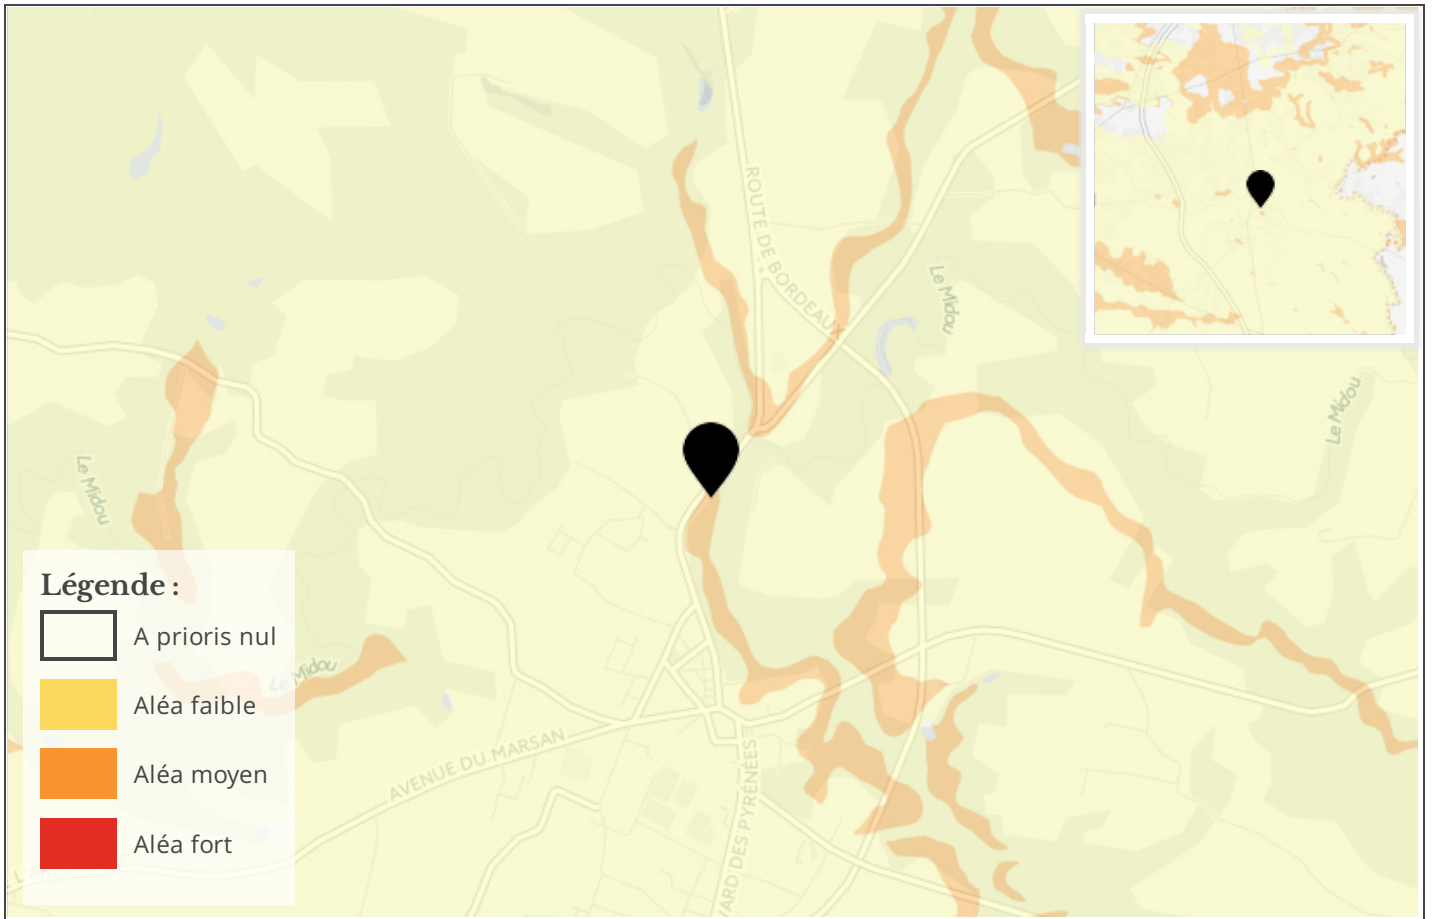 ROUTE DE BORDEAUX
Le Midou
Le Midou
Le Midou
Légende :
A prioris nul
Aléa faible
Aléa moyen
Aléa fort
Le Midou
AVENUE DU MARSAN
ARD DES PYRÉNÉES